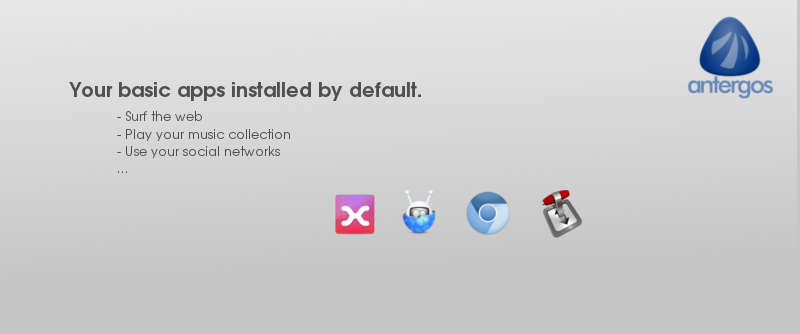 antergos
Your basic apps installed by default.
- Surf the web
- Play your music collection
- Use your social networks
...